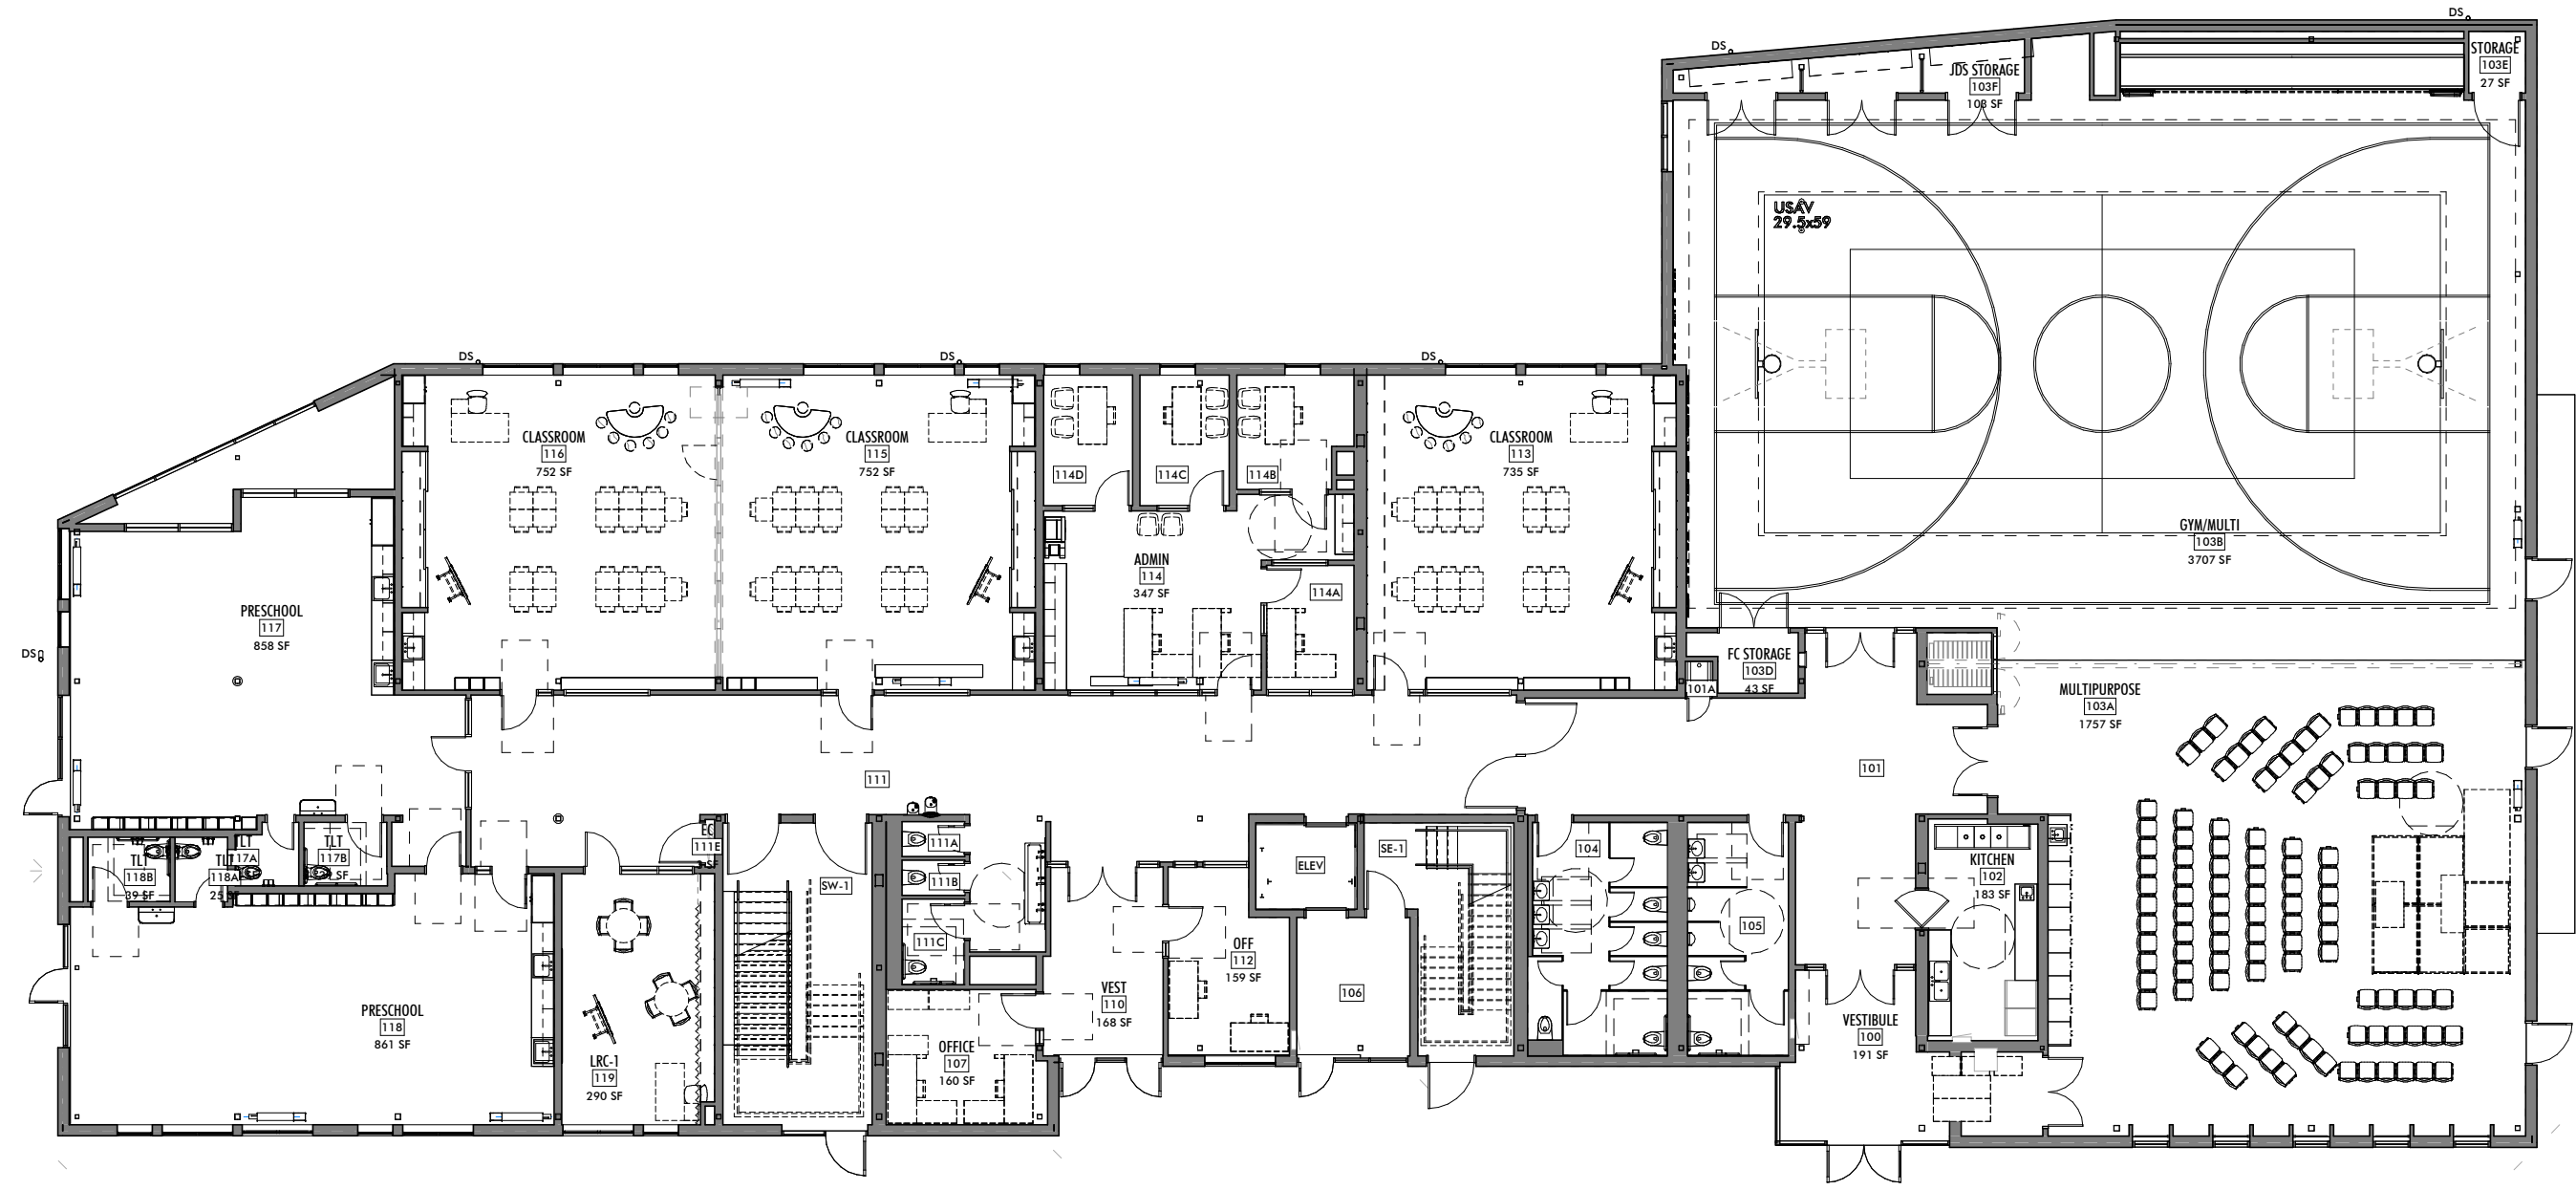 DS
DS
STORAGE
103E
27 SF
JDS STORAGE
103F
103 SF
USAV
29.5x59
GYM/MULTI
103B
3707 SF
DS
DS
DS
CLASSROOM
116
752 SF
CLASSROOM
115
752 SF
114D
114C
114B
CLASSROOM
113
735 SF
ADMIN
114
347 SF
114A
PRESCHOOL
117
858 SF
DS
FC STORAGE
103D
43 SF
101A
MULTIPURPOSE
103A
1757 SF
111
101
EC
111E
TLT
117A
TLT
117B
TLT
118B
39 SF
TLT
118A
111A
111B
111C
SW-1
ELEV
SE-1
104
105
KITCHEN
102
183 SF
OFF
112
159 SF
106
VEST
110
168 SF
PRESCHOOL
118
861 SF
OFFICE
107
160 SF
LRC-1
119
290 SF
VESTIBULE
100
191 SF